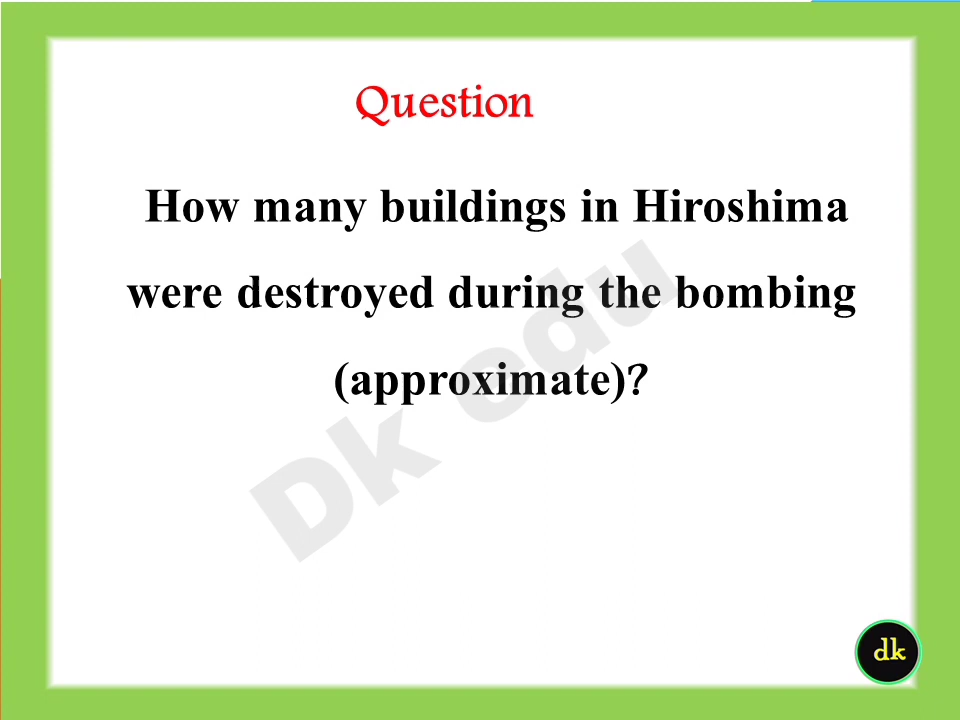 Question
How many buildings in Hiroshima
were destroyed during the bombing
(approximate)?
Dk edu
dk